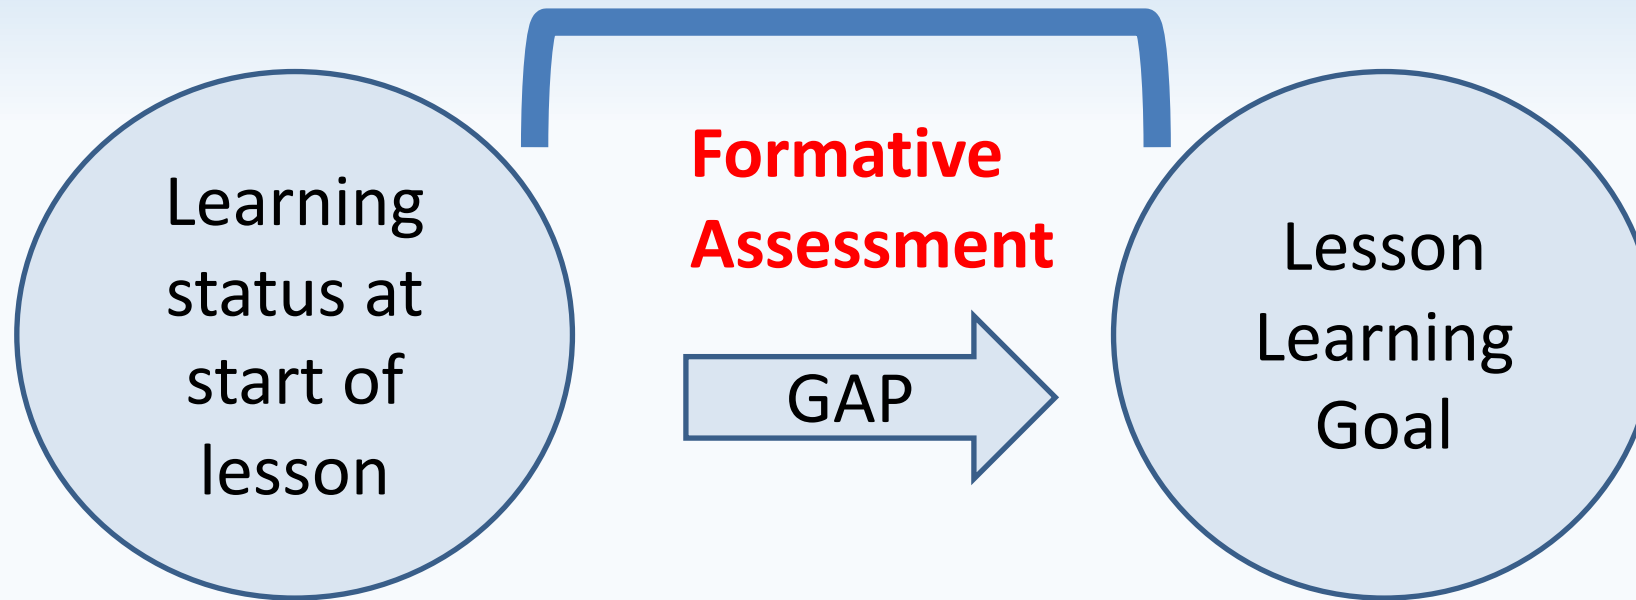 Learning
status at
start of
lesson
Formative
Assessment
GAP
Lesson
Learning
Goal